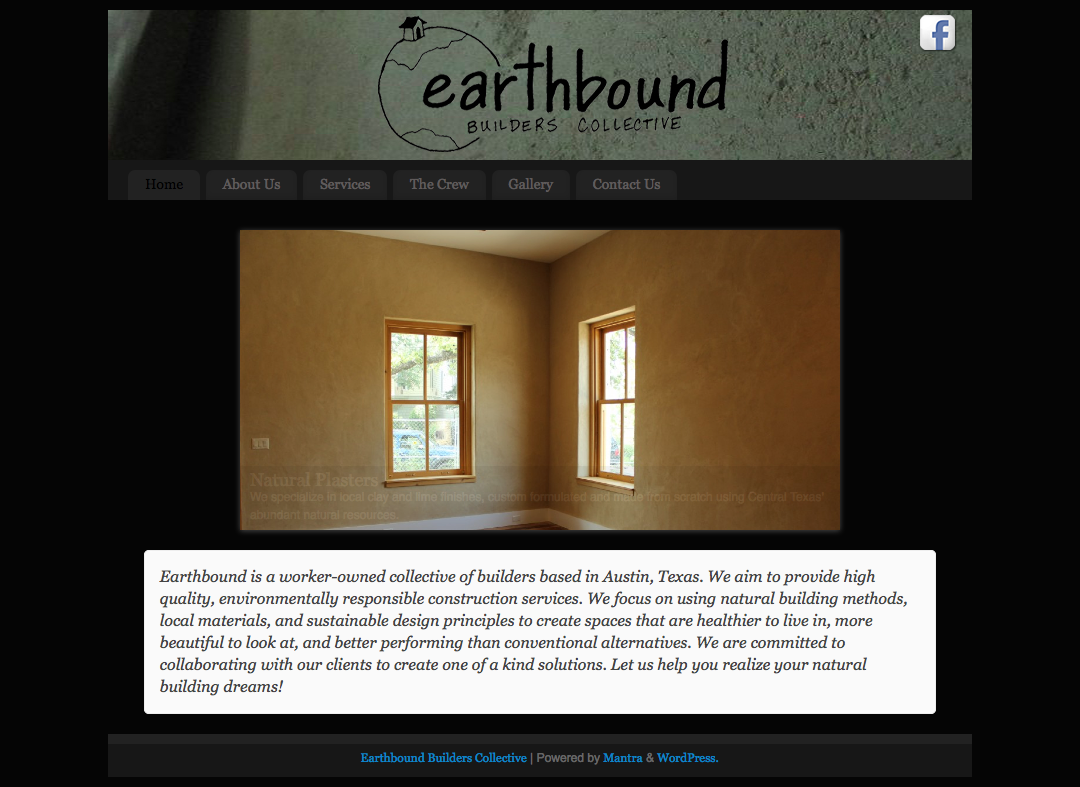 earthbound
BUILDERS COLLECTIVE
Home About Us Services The Crew Gallery Contact Us
Natural Plasters
We specialize in local clay and lime finishes, custom formulated and made from scratch using Central Texas'
abundant natural resources.
Earthbound is a worker-owned collective of builders based in Austin, Texas. We aim to provide high
quality, environmentally responsible construction services. We focus on using natural building methods,
local materials, and sustainable design principles to create spaces that are healthier to live in, more
beautiful to look at, and better performing than conventional alternatives. We are committed to
collaborating with our clients to create one of a kind solutions. Let us help you realize your natural
building dreams!
Earthbound Builders Collective | Powered by Mantra & WordPress.